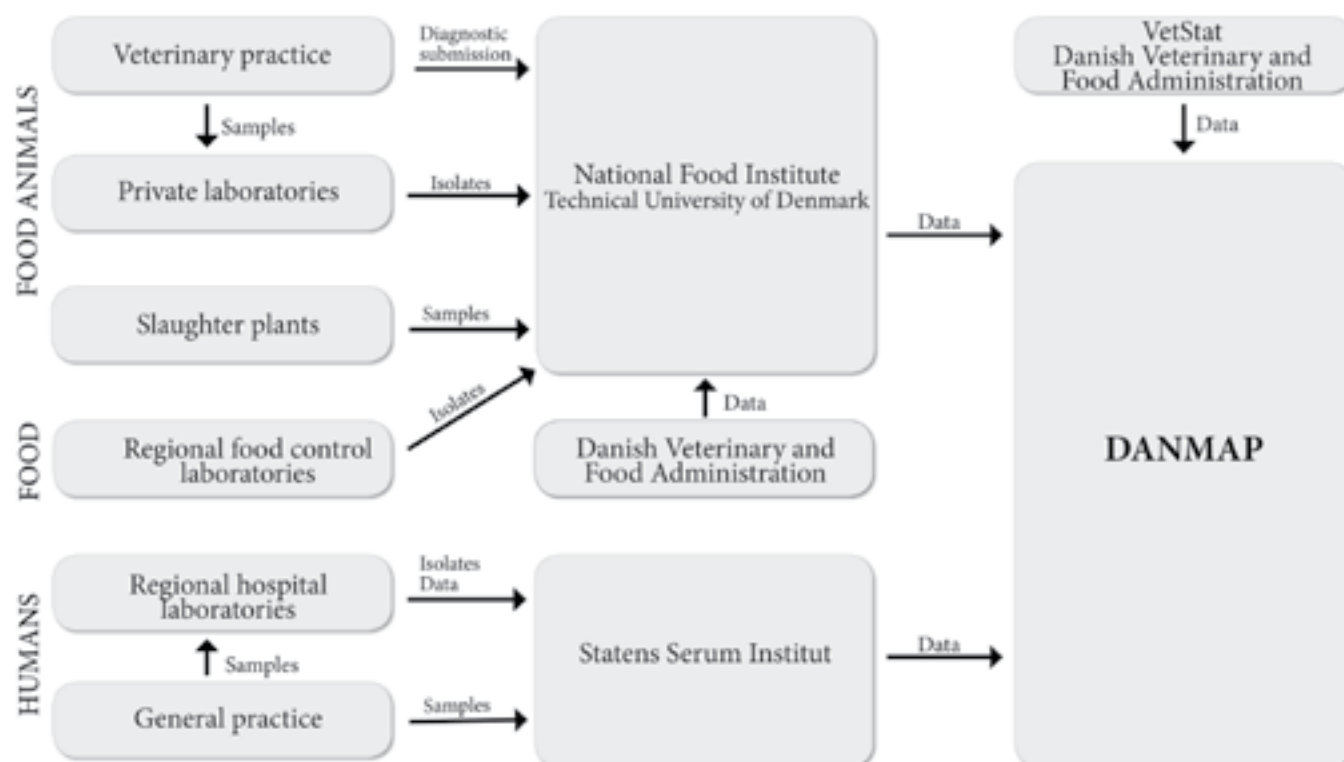 FOOD ANIMALS
Veterinary practice
Diagnostic
submission
Samples
Private laboratories
Isolates
Slaughter plants
Samples
National Food Institute
Technical University of Denmark
Data
VetStat
Danish Veterinary and
Food Administration
Data
FOOD
Regional food control
laboratories
Isolates
Data
Danish Veterinary and
Food Administration
DANMAP
HUMANS
Regional hospital
laboratories
Isolates
Data
Samples
General practice
Samples
Statens Serum Institut
Data